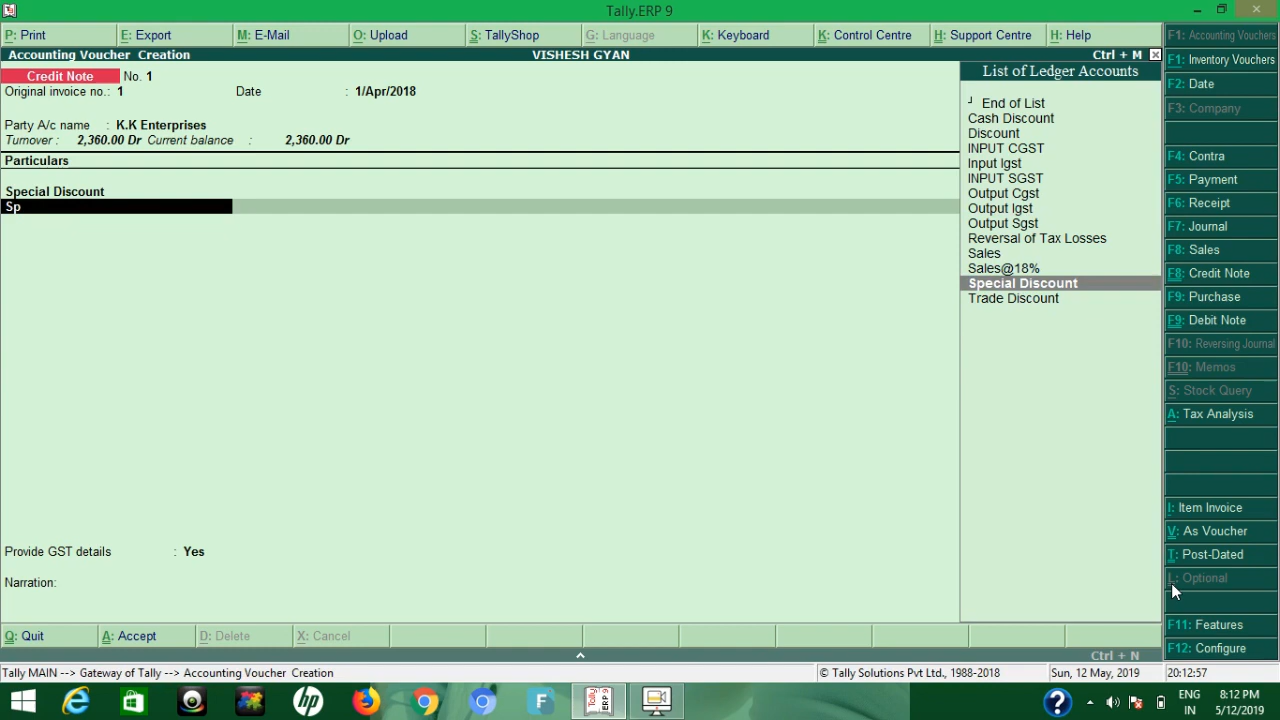 Tally.ERP 9
P: Print
E: Export
M: E-Mail
O: Upload
S: TallyShop
G: Language
K: Keyboard
K: Control Centre
H: Support Centre
H: Help
Accounting Voucher Creation
VISHESH GYAN
Ctrl + M
Credit Note No. 1
Original invoice no.: 1 Date : 1/Apr/2018
Party A/c name : K.K Enterprises
Turnover : 2,360.00 Dr Current balance : 2,360.00 Dr
Particulars
Special Discount
Sp
Provide GST details : Yes
Narration:
List of Ledger Accounts
End of List
Cash Discount
Discount
INPUT CGST
Input Igst
INPUT SGST
Output Cgst
Output Igst
Output Sgst
Reversal of Tax Losses
Sales
Sales@18%
Special Discount
Trade Discount
F1: Accounting Vouchers
F1: Inventory Vouchers
F2: Date
F3: Company
F4: Contra
F5: Payment
F6: Receipt
F7: Journal
F8: Sales
F8: Credit Note
F9: Purchase
F9: Debit Note
F10: Reversing Journal
F10: Memos
S: Stock Query
A: Tax Analysis
I: Item Invoice
V: As Voucher
T: Post-Dated
L: Optional
F11: Features
F12: Configure
Q: Quit
A: Accept
D: Delete
X: Cancel
Ctrl + N
Tally MAIN --> Gateway of Tally --> Accounting Voucher Creation
© Tally Solutions Pvt Ltd., 1988-2018
Sun, 12 May, 2019
20:12:57
hp
F
Tally ERP 9
?
ENG
IN
8:12 PM
5/12/2019